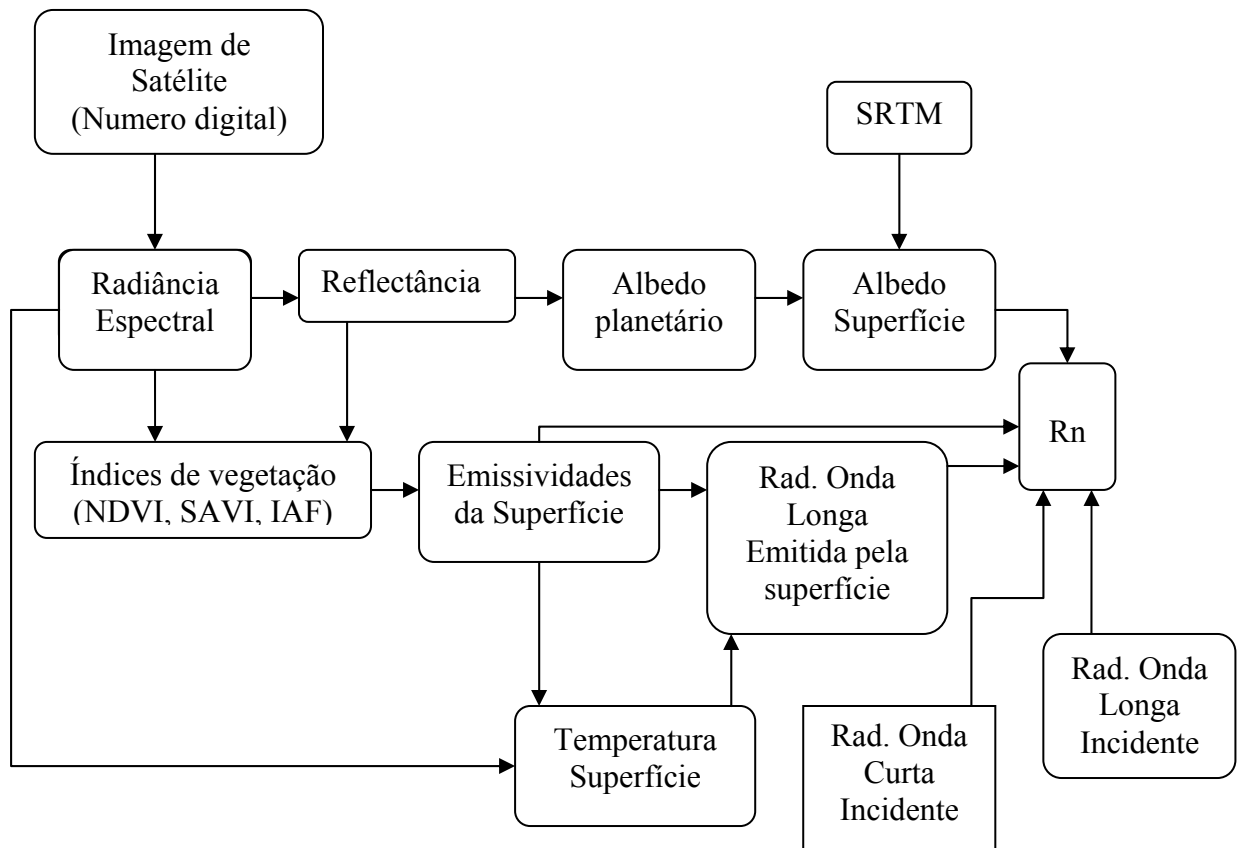 Imagem de
Satélite
(Numero digital)
SRTM
Radiância
Espectral
Reflectância
Albedo
planetário
Albedo
Superfície
Rn
Índices de vegetação
(NDVI, SAVI, IAF)
Emissividades
da Superfície
Rad. Onda
Longa
Emitida pela
superfície
Temperatura
Superfície
Rad. Onda
Curta
Incidente
Rad. Onda
Longa
Incidente